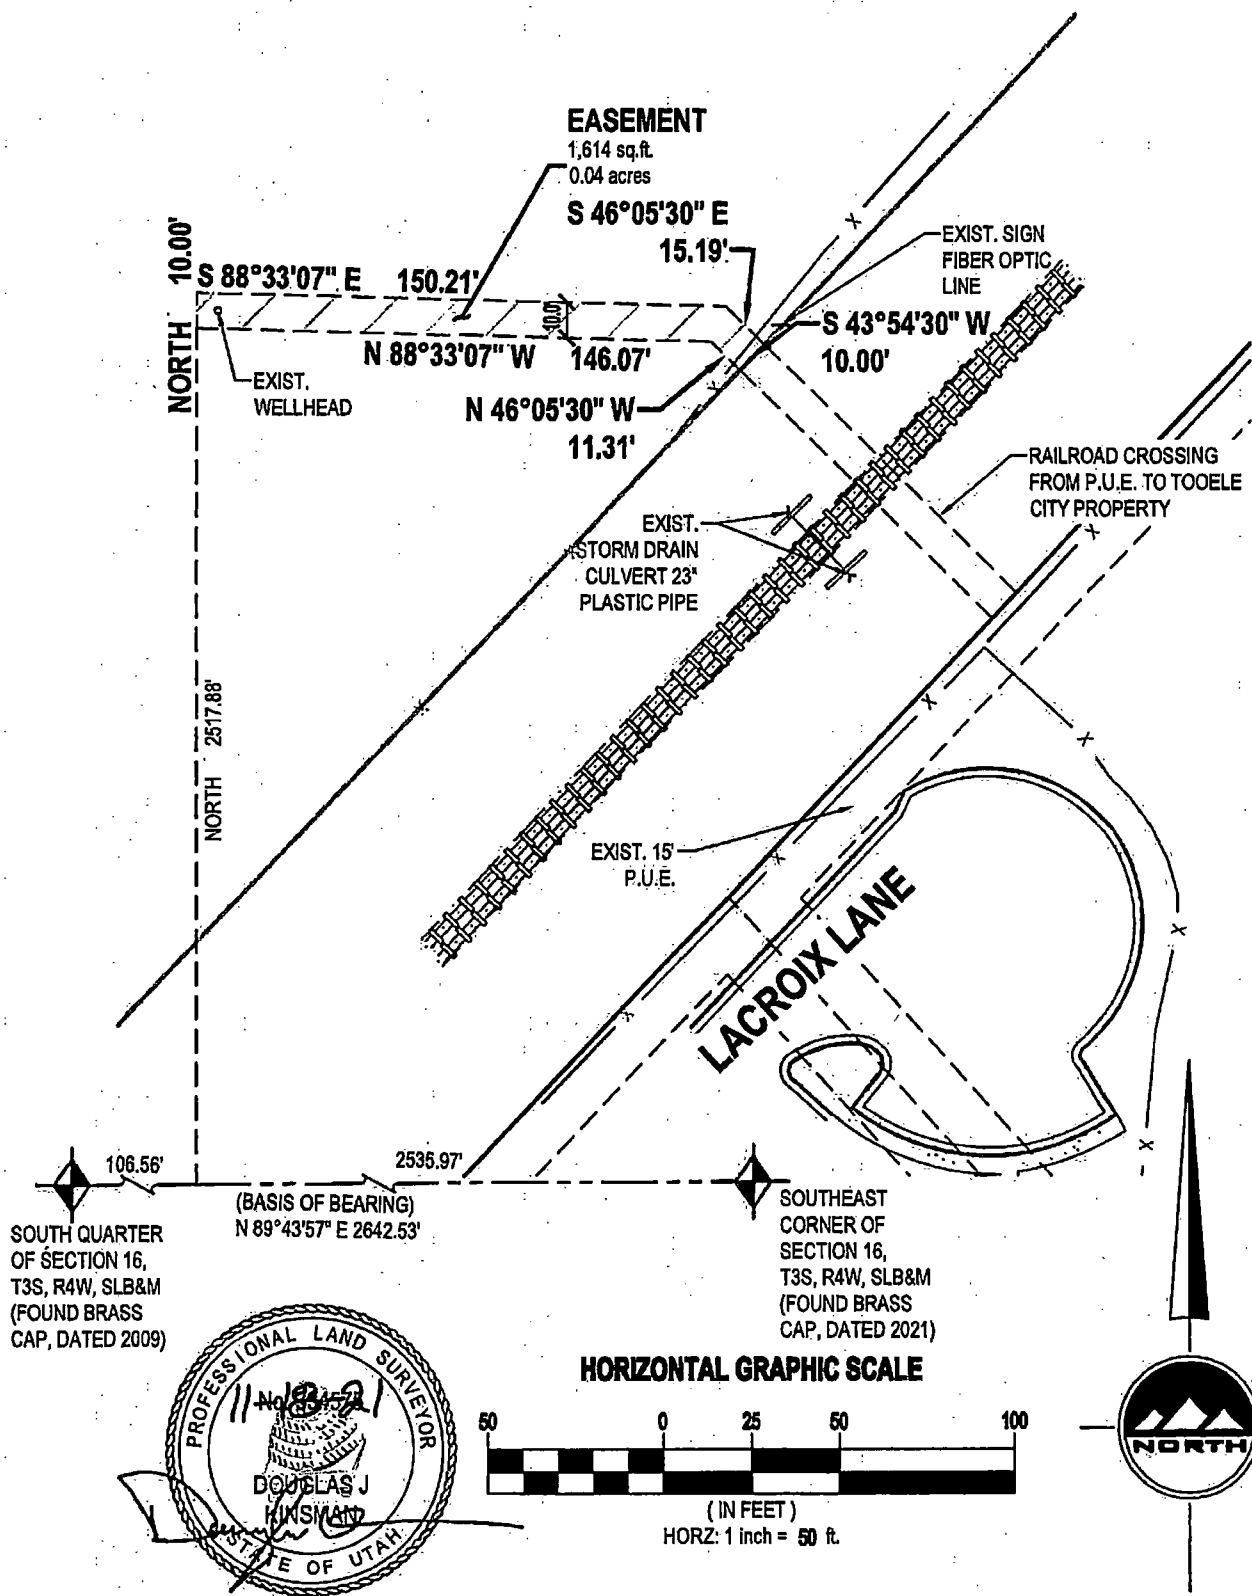 EASEMENT
1,614 sq.ft.
0.04 acres
S 46°05'30" E
15.19'
NORTH 10.00'
S 88°33'07" E 150.21'
10.0'
EXIST. SIGN
FIBER OPTIC
LINE
S 43°54'30" W
10.00'
N 88°33'07" W 146.07'
EXIST.
WELLHEAD
N 46°05'30" W
11.31'
RAILROAD CROSSING
FROM P.U.E. TO TOOELE
CITY PROPERTY
EXIST.
STORM DRAIN
CULVERT 23"
PLASTIC PIPE
NORTH 2517.88'
EXIST. 15'
P.U.E.
LACROIX LANE
106.56'
2535.97'
(BASIS OF BEARING)
N 89°43'57" E 2642.53'
SOUTH QUARTER
OF SECTION 16,
T3S, R4W, SLB&M
(FOUND BRASS
CAP, DATED 2009)
SOUTHEAST
CORNER OF
SECTION 16,
T3S, R4W, SLB&M
(FOUND BRASS
CAP, DATED 2021)
PROFESSIONAL LAND SURVEYOR
No.
11-18-21
DOUGLAS J
KINSMAN
STATE OF UTAH
HORIZONTAL GRAPHIC SCALE
50 0 25 50 100
( IN FEET )
HORZ: 1 inch = 50 ft.
NORTH